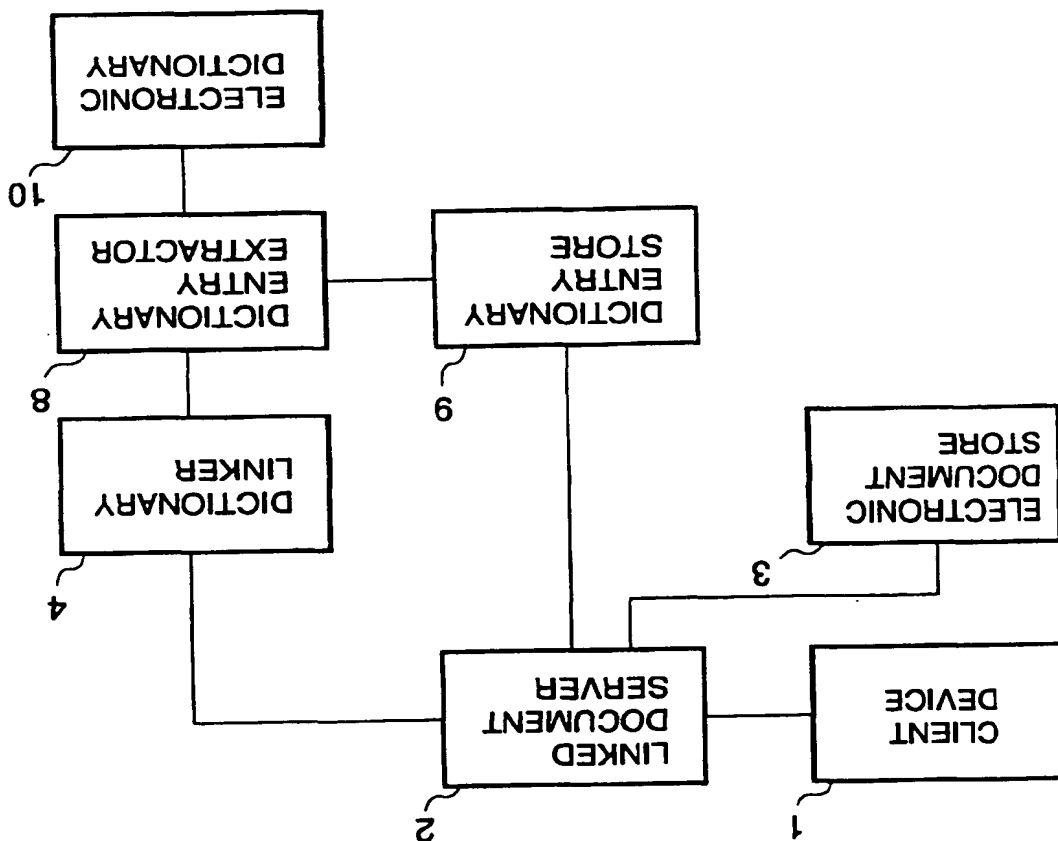 1
CLIENT
DEVICE
2
LINKED
DOCUMENT
SERVER
3
ELECTRONIC
DOCUMENT
STORE
4
DICTIONARY
LINKER
9
DICTIONARY
ENTRY
STORE
8
DICTIONARY
ENTRY
EXTRACTOR
10
ELECTRONIC
DICTIONARY